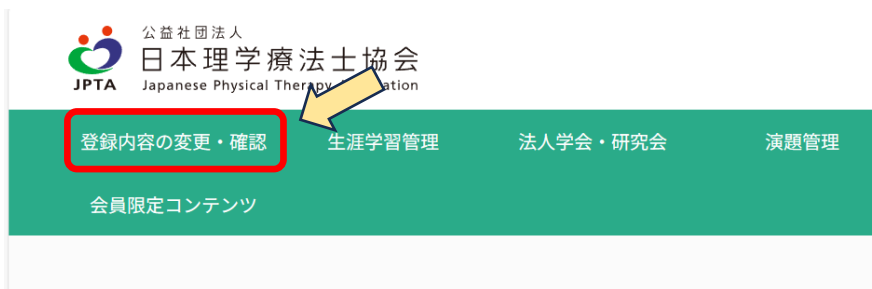 公益社団法人
日本理学療法士協会
JPTA Japanese Physical Therapy
登録内容の変更・確認 生涯学習管理 法人学会・研究会 演題管理
会員限定コンテンツ